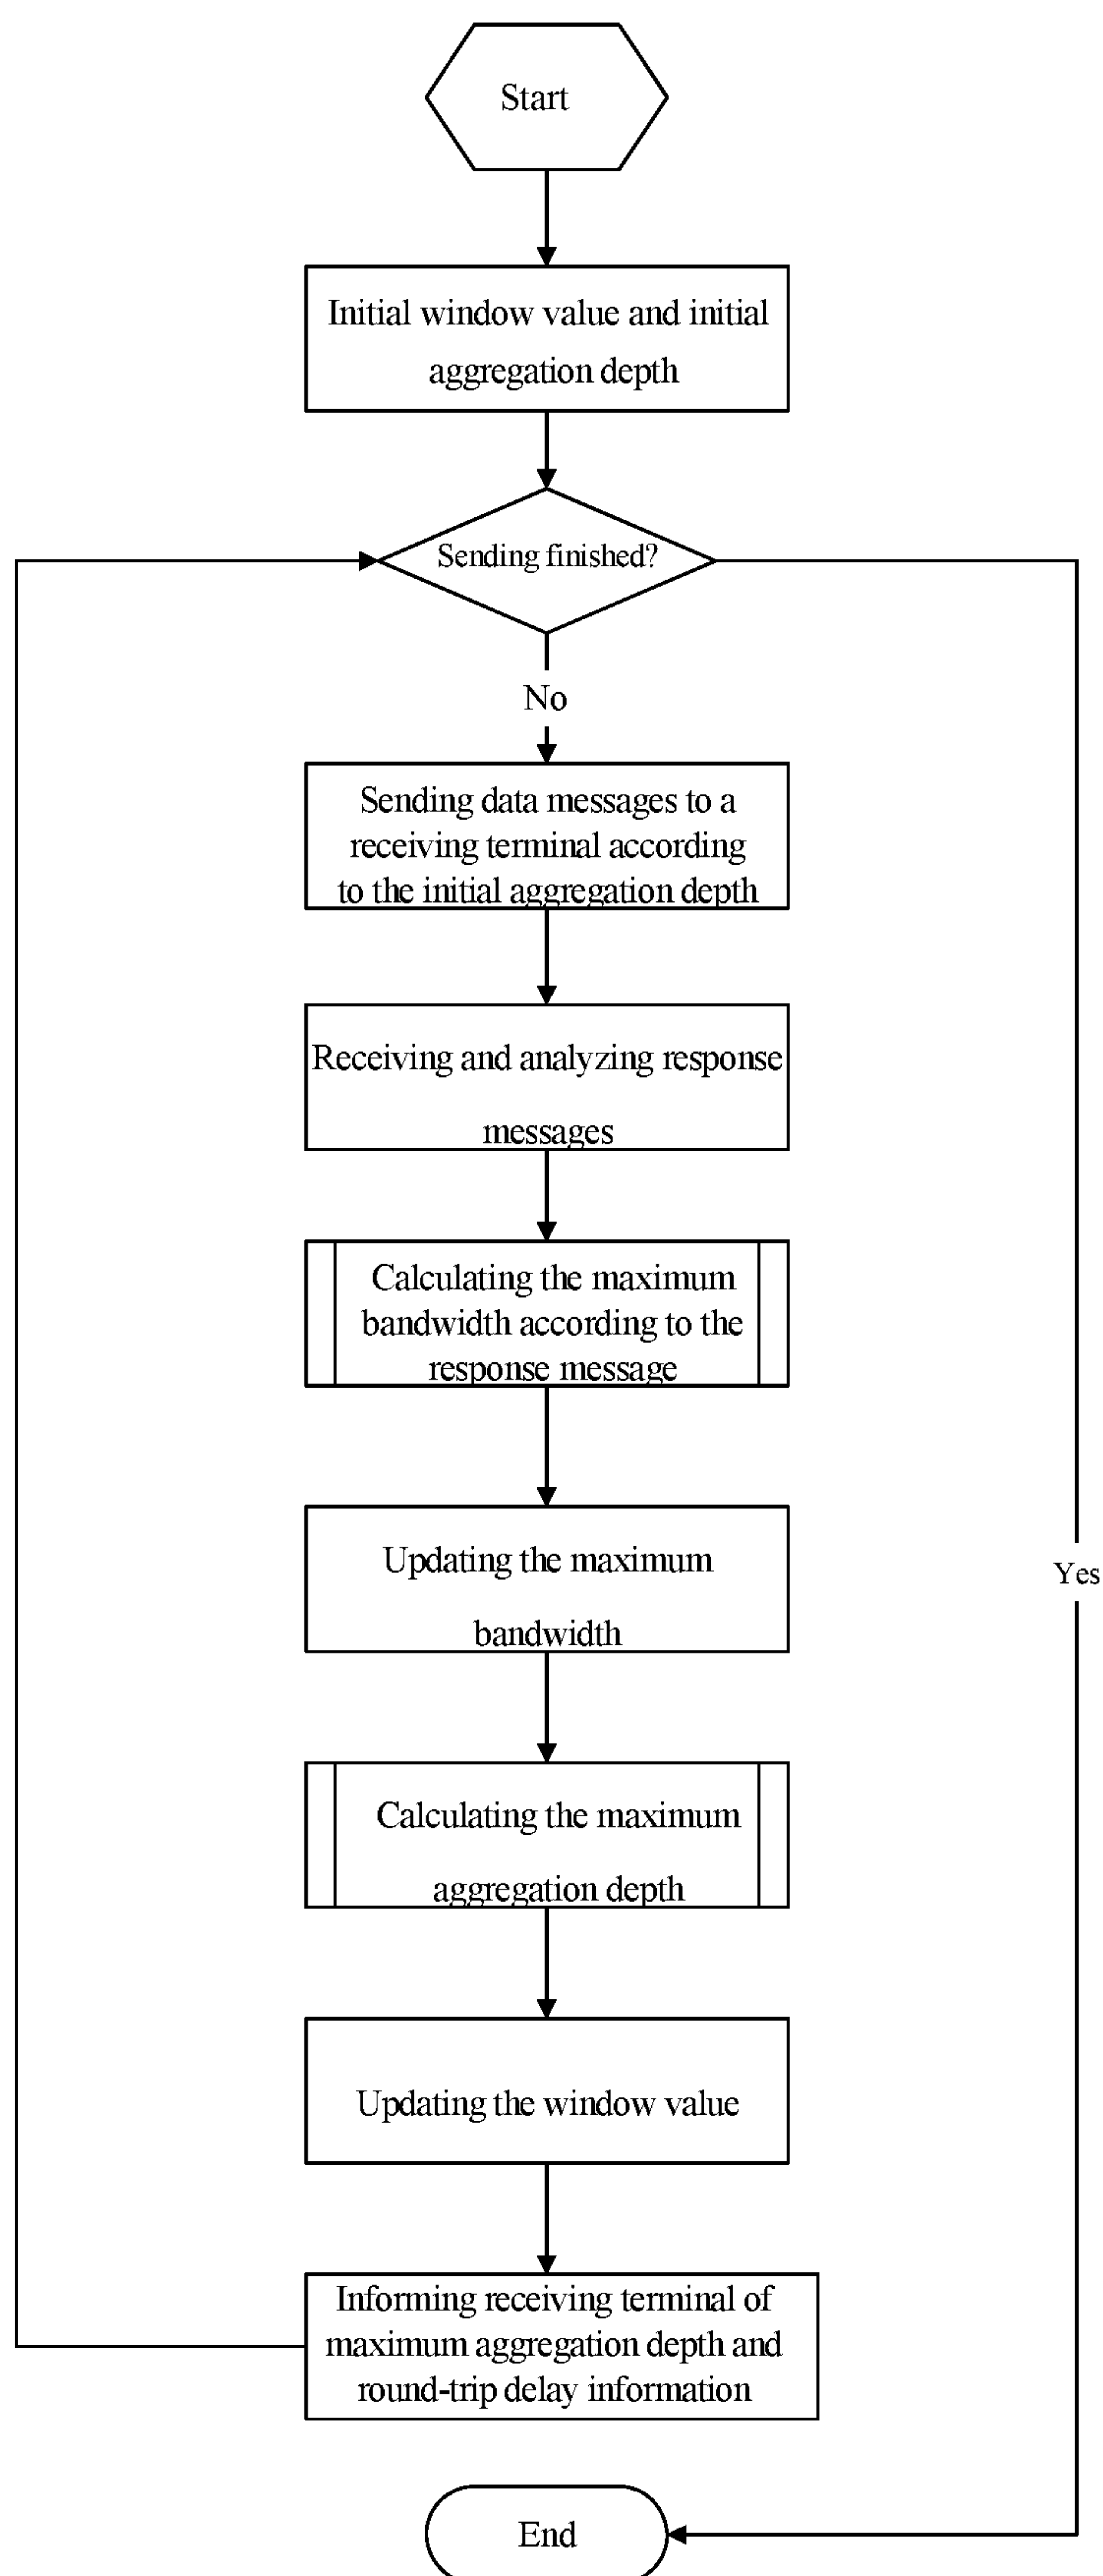 Start
Initial window value and initial
aggregation depth
Sending finished?
No
Sending data messages to a
receiving terminal according
to the initial aggregation depth
Receiving and analyzing response
messages
Calculating the maximum
bandwidth according to the
response message
Updating the maximum
bandwidth
Yes
Calculating the maximum
aggregation depth
Updating the window value
Informing receiving terminal of
maximum aggregation depth and
round-trip delay information
End